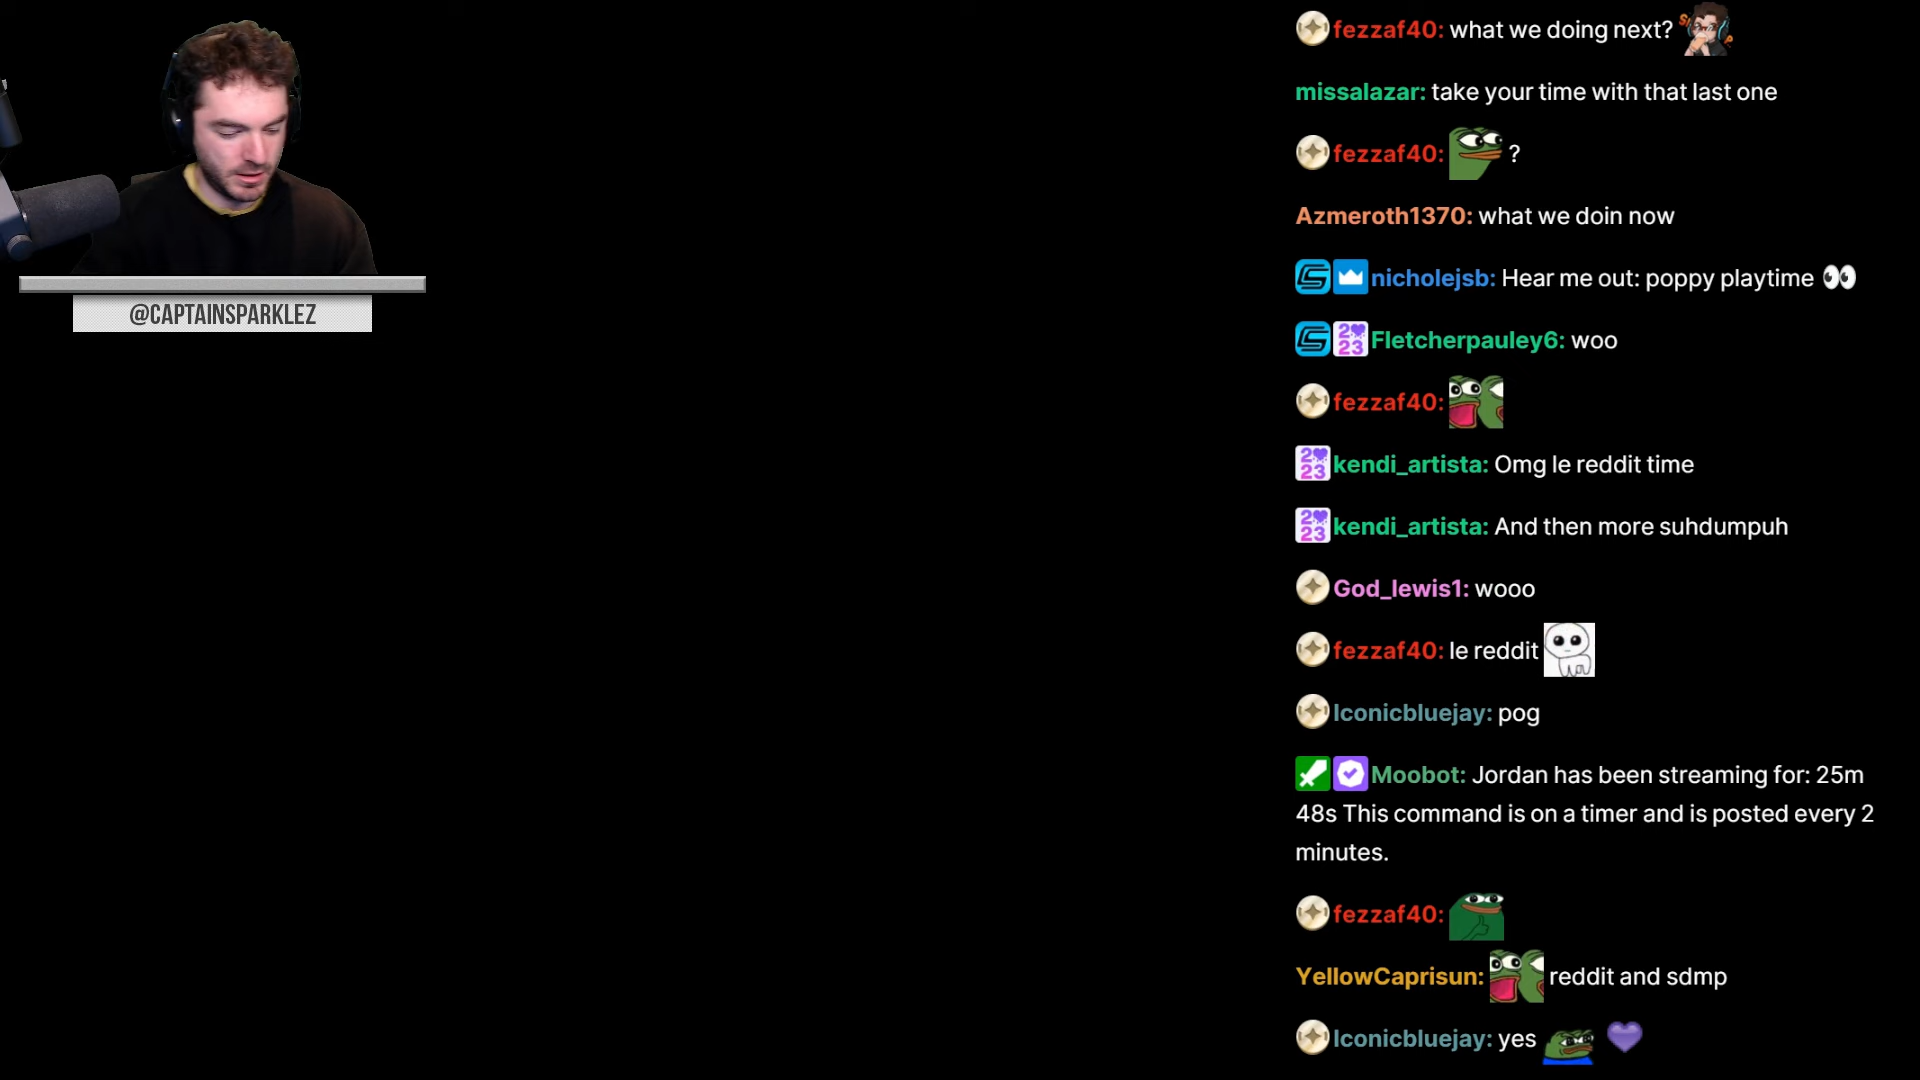 @CAPTAINSPARKLEZ
fezzaf40: what we doing next?
missalazar: take your time with that last one
fezzaf40: ?
Azmeroth1370: what we doin now
nicholejsb: Hear me out: poppy playtime 👀
Fletcherpauley6: woo
fezzaf40:
kendi_artista: Omg le reddit time
kendi_artista: And then more suhdumpuh
God_lewis1: wooo
fezzaf40: le reddit
Iconicbluejay: pog
Moobot: Jordan has been streaming for: 25m
48s This command is on a timer and is posted every 2
minutes.
fezzaf40:
YellowCaprisun: reddit and sdmp
Iconicbluejay: yes 💜